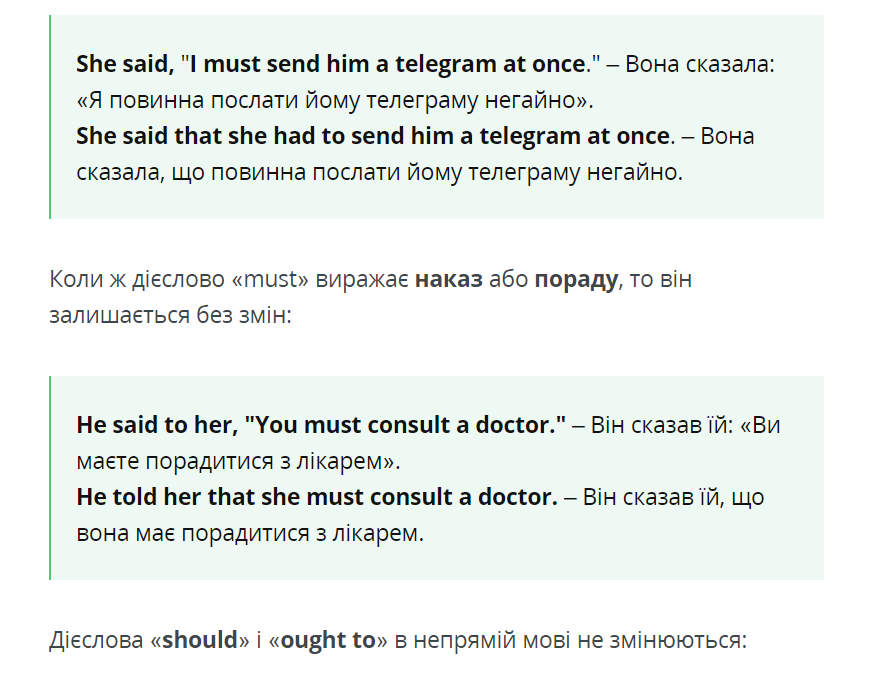 She said, "I must send him a telegram at once." – Вона сказала:
«Я повинна послати йому телеграму негайно».
She said that she had to send him a telegram at once. – Вона
сказала, що повинна послати йому телеграму негайно.
Коли ж дієслово «must» виражає наказ або пораду, то він
залишається без змін:
He said to her, "You must consult a doctor." – Він сказав їй: «Ви
маєте порадитися з лікарем».
He told her that she must consult a doctor. – Він сказав їй, що
вона має порадитися з лікарем.
Дієслова «should» і «ought to» в непрямій мові не змінюються: